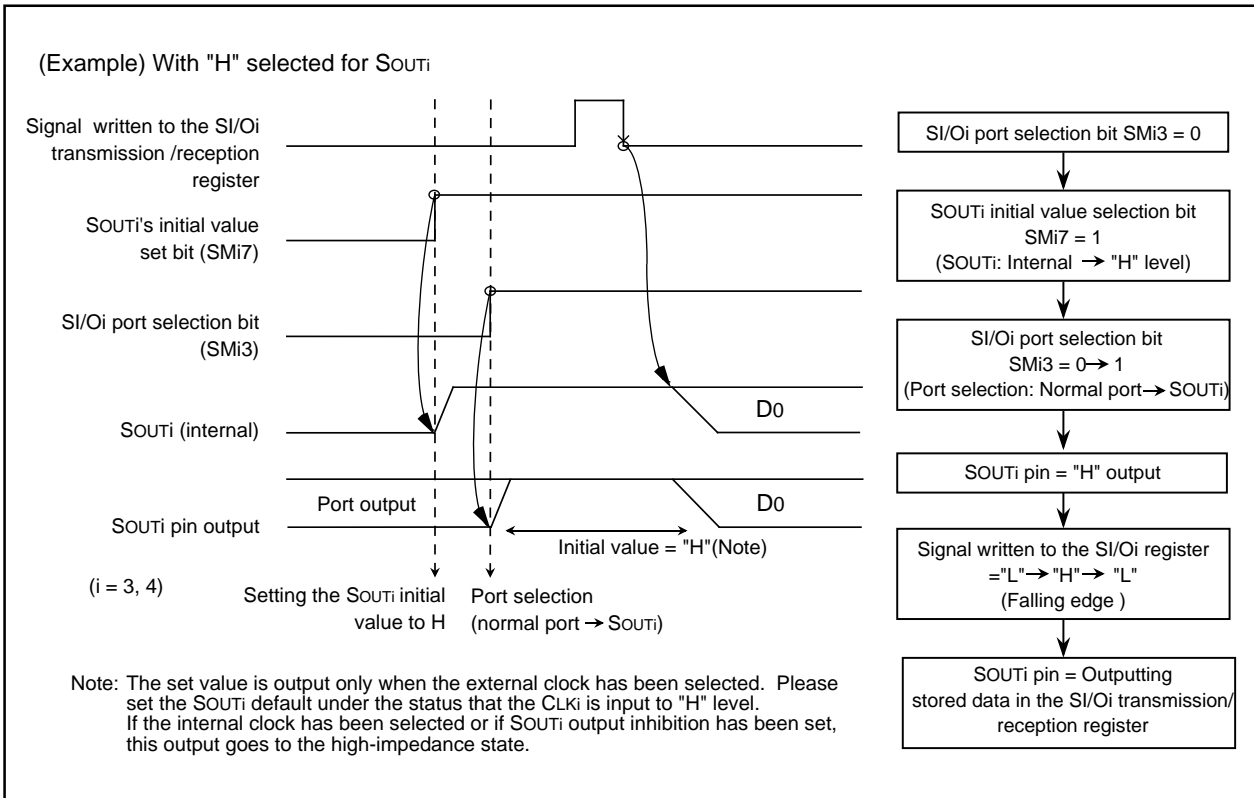 (Example) With "H" selected for SOUTi
Signal written to the SI/Oi
transmission /reception
register
SOUTi's initial value
set bit (SMi7)
SI/Oi port selection bit
(SMi3)
SOUTi (internal)
D0
Port output
D0
SOUTi pin output
Initial value = "H"(Note)
(i = 3, 4)
Setting the SOUTi initial
value to H
Port selection
(normal port → SOUTi)
Note: The set value is output only when the external clock has been selected. Please
set the SOUTi default under the status that the CLKi is input to "H" level.
If the internal clock has been selected or if SOUTi output inhibition has been set,
this output goes to the high-impedance state.
SI/Oi port selection bit SMi3 = 0
SOUTi initial value selection bit
SMi7 = 1
(SOUTi: Internal → "H" level)
SI/Oi port selection bit
SMi3 = 0→ 1
(Port selection: Normal port → SOUTi)
SOUTi pin = "H" output
Signal written to the SI/Oi register
="L"→ "H"→ "L"
(Falling edge )
SOUTi pin = Outputting
stored data in the SI/Oi transmission/
reception register